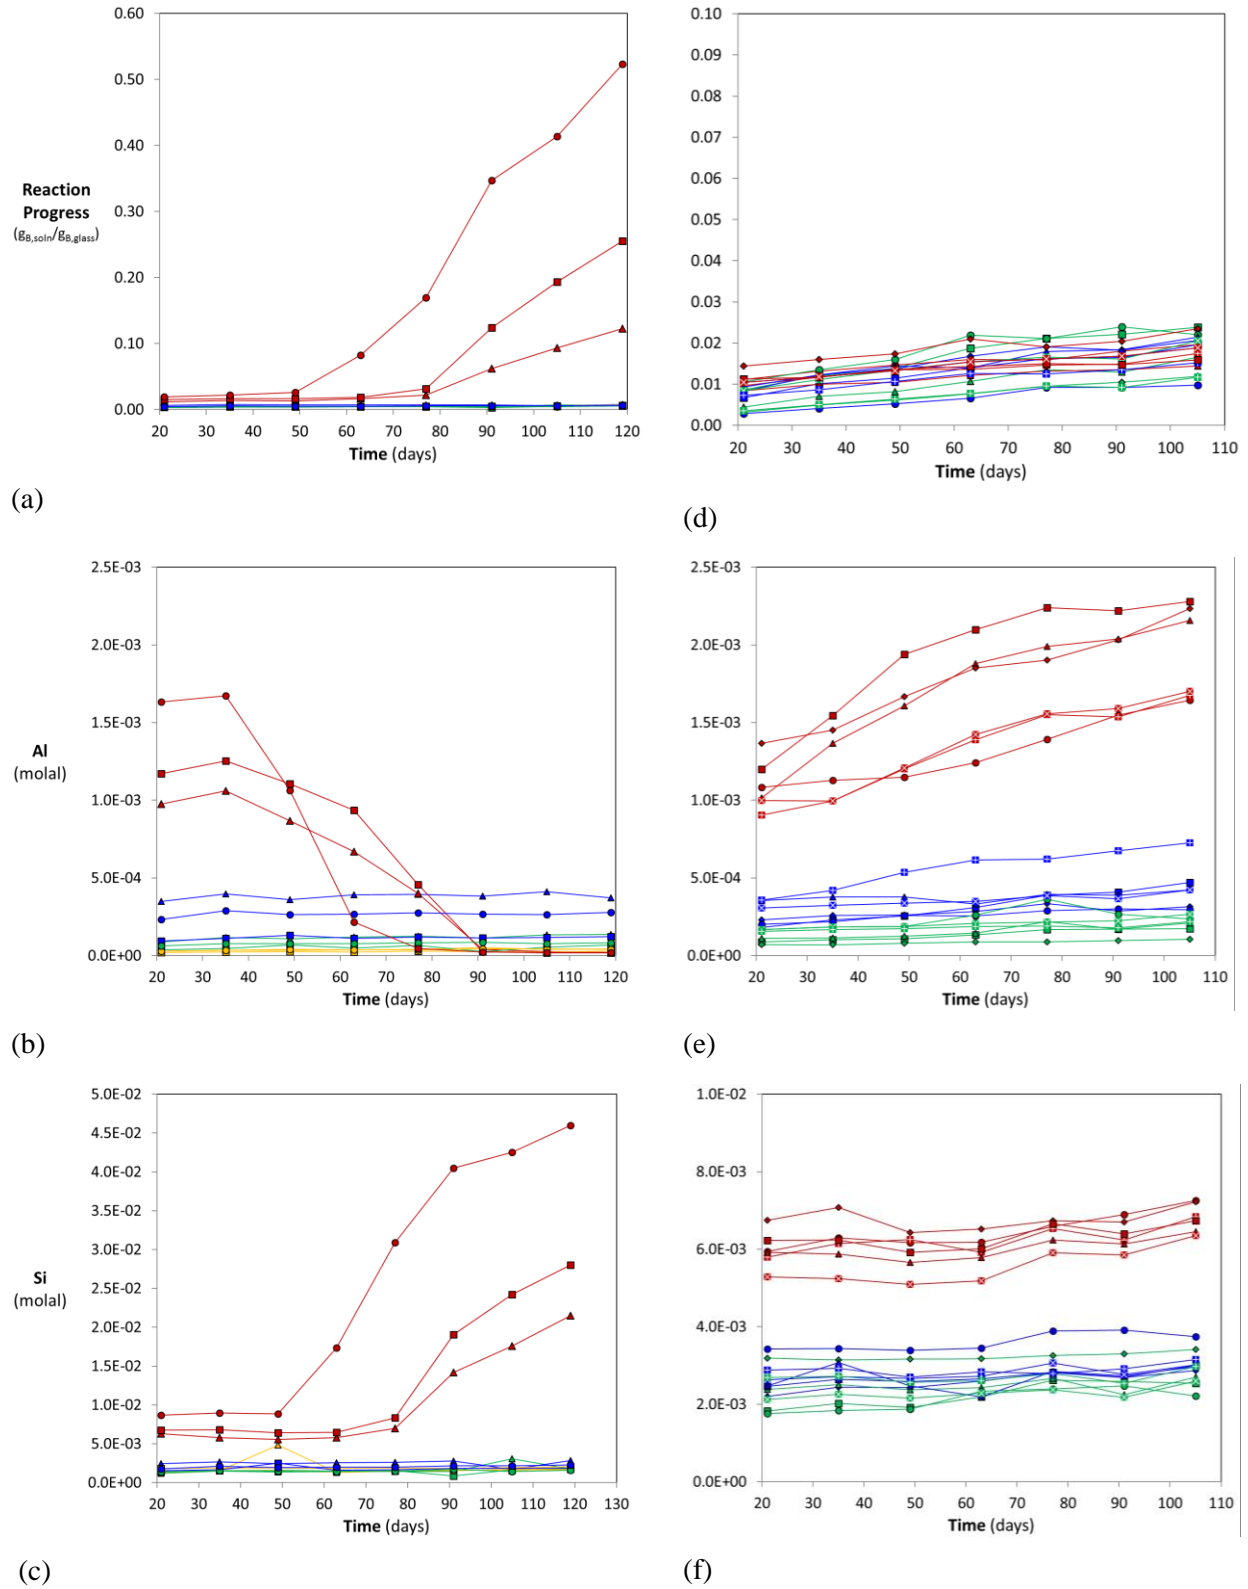 0.60
0.50
0.40
0.30
0.20
0.10
0.00
20 30 40 50 60 70 80 90 100 110 120
Time (days)
Reaction
Progress
(gB,soln/gB,glass)
(a)
0.10
0.09
0.08
0.07
0.06
0.05
0.04
0.03
0.02
0.01
0.00
20 30 40 50 60 70 80 90 100 110
Time (days)
(d)
2.5E-03
2.0E-03
1.5E-03
1.0E-03
5.0E-04
0.0E+00
20 30 40 50 60 70 80 90 100 110 120
Time (days)
Al
(molal)
(b)
2.5E-03
2.0E-03
1.5E-03
1.0E-03
5.0E-04
0.0E+00
20 30 40 50 60 70 80 90 100 110
Time (days)
(e)
5.0E-02
4.5E-02
4.0E-02
3.5E-02
3.0E-02
2.5E-02
2.0E-02
1.5E-02
1.0E-02
5.0E-03
0.0E+00
20 30 40 50 60 70 80 90 100 110 120 130
Time (days)
Si
(molal)
(c)
1.0E-02
8.0E-03
6.0E-03
4.0E-03
2.0E-03
0.0E+00
20 30 40 50 60 70 80 90 100 110
Time (days)
(f)